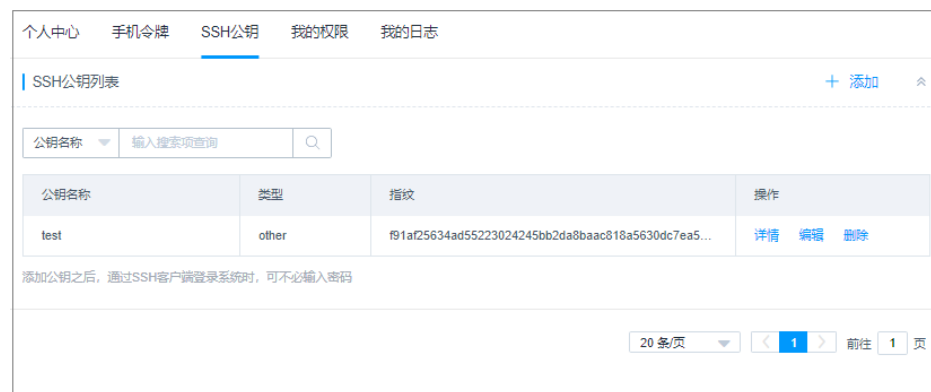 个人中心 手机令牌 SSH公钥 我的权限 我的日志
SSH公钥列表 + 添加
公钥名称 输入搜索项查询
公钥名称 类型 指纹 操作
test other f91af25634ad55223024245bb2da8baac818a5630dc7ea5... 详情 编辑 删除
添加公钥之后，通过SSH客户端登录系统时，可不必输入密码
20 条/页 1 前往 1 页